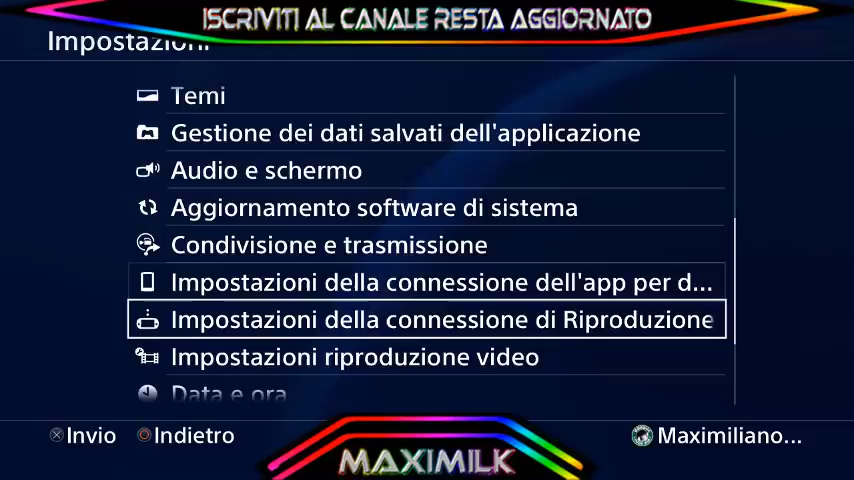 ISCRIVITI AL CANALE RESTA AGGIORNATO
Impostazioni
Temi
Gestione dei dati salvati dell'applicazione
Audio e schermo
Aggiornamento software di sistema
Condivisione e trasmissione
Impostazioni della connessione dell'app per d...
Impostazioni della connessione di Riproduzione
Impostazioni riproduzione video
Data e ora
Invio Indietro Maximiliano...
MAXIMILK